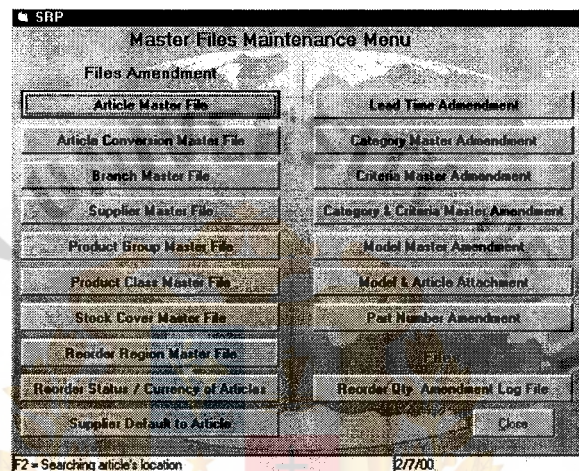 SRP
Master Files Maintenance Menu
Files Amendment
Article Master File
Article Conversion Master File
Branch Master File
Supplier Master File
Product Group Master File
Product Class Master File
Stock Cover Master File
Reorder Region Master File
Reorder Status / Currency of Articles
Supplier Default to Article
Lead Time Admendment
Category Master Admendment
Criteria Master Admendment
Category & Criteria Master Amendment
Model Master Amendment
Model & Article Attachment
Part Number Amendment
Files
Reorder Qty. Amendment Log File
Close
F2 = Searching article's location
2/7/00